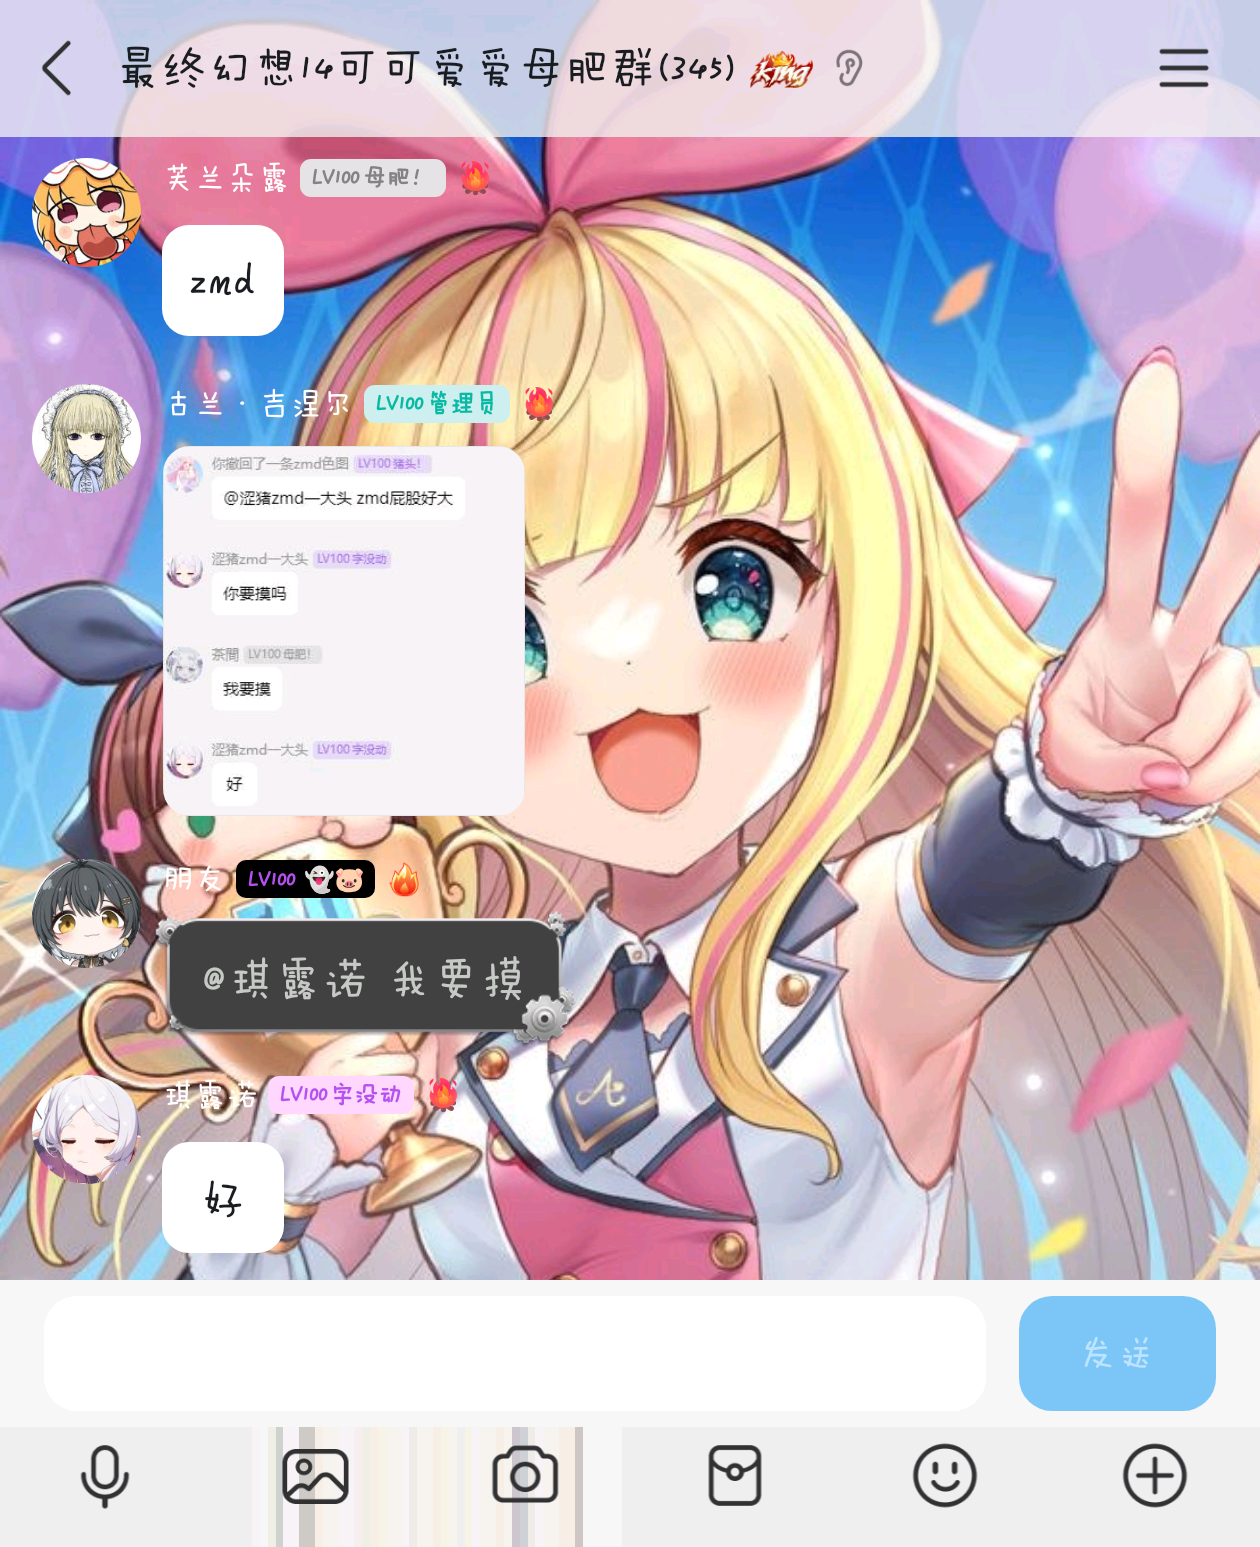 最终幻想14可可爱爱母肥群(345) king
芙兰朵露 LV100 母肥！
zmd
古兰·吉涅尔 LV100 管理员
你撤回了一条zmd色图 LV100 猪头！
@涩猪zmd一大头 zmd屁股好大
涩猪zmd一大头 LV100 字没动
你要摸吗
茶間 LV100 母肥！
我要摸
涩猪zmd一大头 LV100 字没动
好
朋友 LV100 👻🐷
@琪露诺 我要摸
琪露诺 LV100 字没动
好
发送